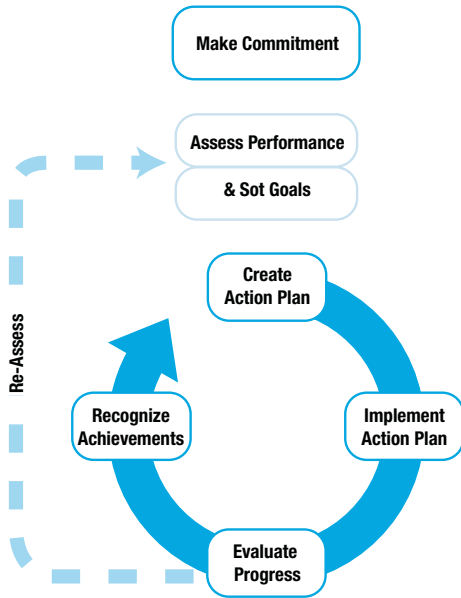 Make Commitment
Assess Performance
& Sot Goals
Create
Action Plan
Re-Assess
Recognize
Achievements
Implement
Action Plan
Evaluate
Progress